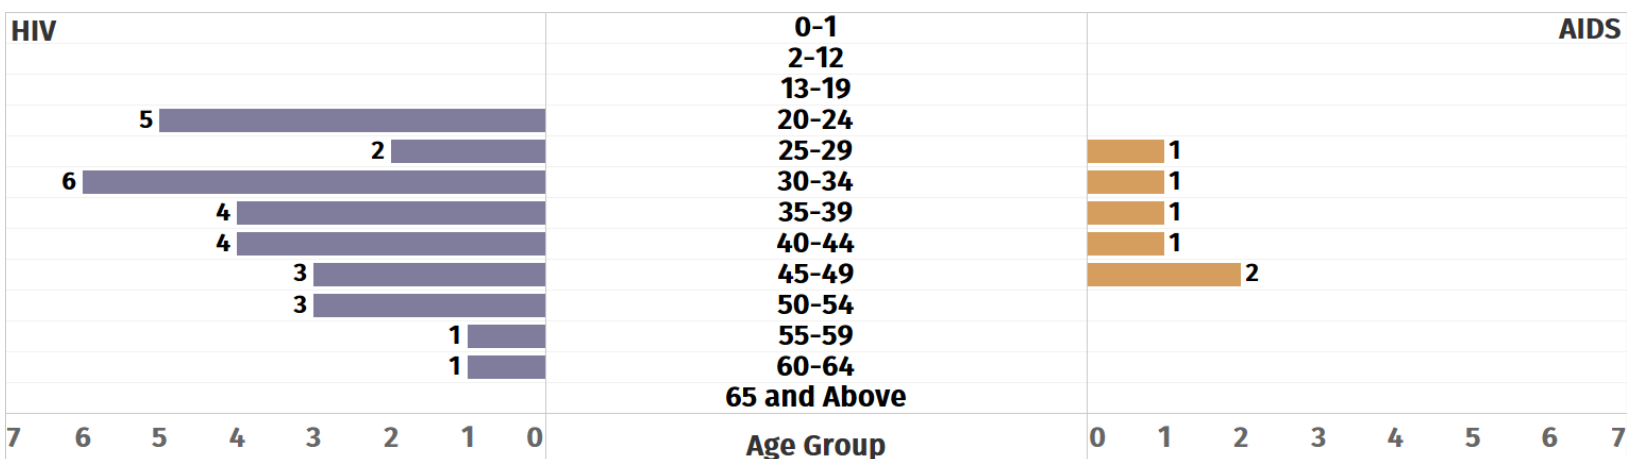 HIV 0-1 AIDS
2-12
13-19
5 20-24
2 25-29 1
6 30-34 1
4 35-39 1
4 40-44 1
3 45-49 2
3 50-54
1 55-59
1 60-64
65 and Above
7 6 5 4 3 2 1 0 Age Group 0 1 2 3 4 5 6 7